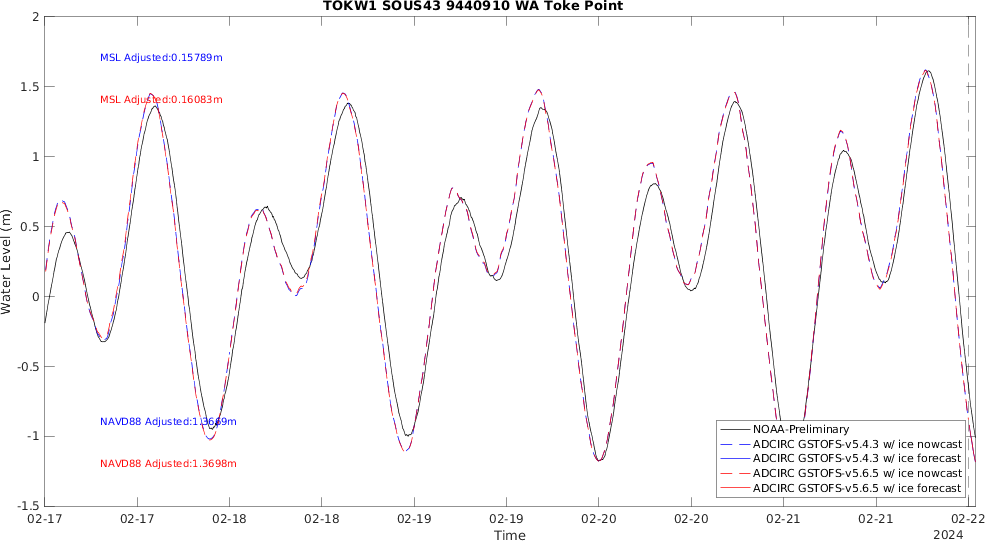 TOKW1 SOUS43 9440910 WA Toke Point
2
1.5
1
0.5
0
-0.5
-1
-1.5
Water Level (m)
MSL Adjusted:0.15789m
MSL Adjusted:0.16083m
NAVD88 Adjusted:1.3669m
NAVD88 Adjusted:1.3698m
NOAA-Preliminary
ADCIRC GSTOFS-v5.4.3 w/ ice nowcast
ADCIRC GSTOFS-v5.4.3 w/ ice forecast
ADCIRC GSTOFS-v5.6.5 w/ ice nowcast
ADCIRC GSTOFS-v5.6.5 w/ ice forecast
02-17 02-17 02-18 02-18 02-19 02-19 02-20 02-20 02-21 02-21 02-22
Time
2024